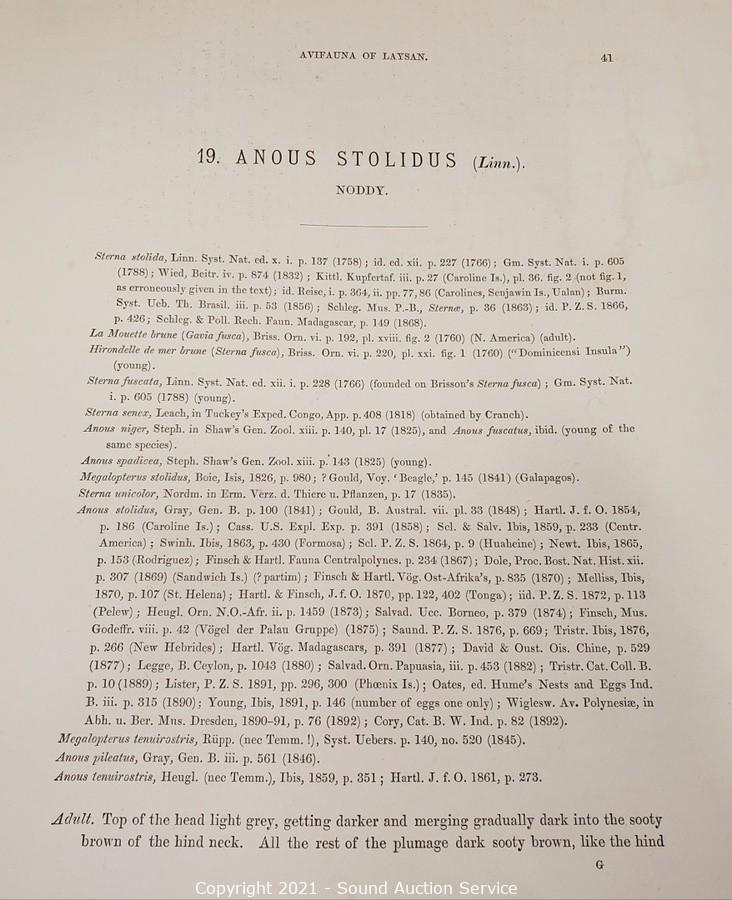 AVIFAUNA OF LAYSAN. 41
19. ANOUS STOLIDUS (Linn.).
NODDY.
Sterna stolida, Linn. Syst. Nat. ed. x. i. p. 137 (1758); id. ed. xii. p. 227 (1766); Gm. Syst. Nat. i. p. 605
(1788); Wied, Beitr. iv. p. 874 (1832); Kittl. Kupfertaf. iii. p. 27 (Caroline Is.), pl. 36. fig. 2 (not fig. 1,
as erroneously given in the text); id. Reise, i. p. 364, ii. pp. 77, 86 (Carolines, Senjawin Is., Ualan); Burm.
Syst. Ueb. Th. Brasil. iii. p. 53 (1856); Schleg. Mus. P.-B., Sternæ, p. 36 (1863); id. P. Z. S. 1866,
p. 426; Schleg. & Poll. Rech. Faun. Madagascar, p. 149 (1868).
La Mouette brune (Gavia fusca), Briss. Orn. vi. p. 192, pl. xviii. fig. 2 (1760) (N. America) (adult).
Hirondelle de mer brune (Sterna fusca), Briss. Orn. vi. p. 220, pl. xxi. fig. 1 (1760) ("Dominicensi Insula")
(young).
Sterna fuscata, Linn. Syst. Nat. ed. xii. i. p. 228 (1766) (founded on Brisson's Sterna fusca); Gm. Syst. Nat.
i. p. 605 (1788) (young).
Sterna senex, Leach, in Tuckey's Exped. Congo, App. p. 408 (1818) (obtained by Cranch).
Anous niger, Steph. in Shaw's Gen. Zool. xiii. p. 140, pl. 17 (1825), and Anous fuscatus, ibid. (young of the
same species).
Anous spadicea, Steph. Shaw's Gen. Zool. xiii. p. 143 (1825) (young).
Megalopterus stolidus, Boie, Isis, 1826, p. 980; ? Gould, Voy. 'Beagle,' p. 145 (1841) (Galapagos).
Sterna unicolor, Nordm. in Erm. Verz. d. Thiere u. Pflanzen, p. 17 (1835).
Anous stolidus, Gray, Gen. B. p. 100 (1841); Gould, B. Austral. vii. pl. 33 (1848); Hartl. J. f. O. 1854,
p. 186 (Caroline Is.); Cass. U.S. Expl. Exp. p. 391 (1858); Scl. & Salv. Ibis, 1859, p. 233 (Centr.
America); Swinh. Ibis, 1863, p. 430 (Formosa); Scl. P. Z. S. 1864, p. 9 (Huaheine); Newt. Ibis, 1865,
p. 153 (Rodriguez); Finsch & Hartl. Fauna Centralpolynes. p. 234 (1867); Dole, Proc. Bost. Nat. Hist. xii.
p. 307 (1869) (Sandwich Is.) (? partim); Finsch & Hartl. Vög. Ost-Afrika's, p. 835 (1870); Melliss, Ibis,
1870, p. 107 (St. Helena); Hartl. & Finsch, J. f. O. 1870, pp. 122, 402 (Tonga); iid. P. Z. S. 1872, p. 113
(Pelew); Heugl. Orn. N.O.-Afr. ii. p. 1459 (1873); Salvad. Ucc. Borneo, p. 379 (1874); Finsch, Mus.
Godeffr. viii. p. 42 (Vögel der Palau Gruppe) (1875); Saund. P. Z. S. 1876, p. 669; Tristr. Ibis, 1876,
p. 266 (New Hebrides); Hartl. Vög. Madagascars, p. 391 (1877); David & Oust. Ois. Chine, p. 529
(1877); Legge, B. Ceylon, p. 1043 (1880); Salvad. Orn. Papuasia, iii. p. 453 (1882); Tristr. Cat. Coll. B.
p. 10 (1889); Lister, P. Z. S. 1891, pp. 296, 300 (Phœnix Is.); Oates, ed. Hume's Nests and Eggs Ind.
B. iii. p. 315 (1890); Young, Ibis, 1891, p. 146 (number of eggs one only); Wiglesw. Av. Polynesiæ, in
Abh. u. Ber. Mus. Dresden, 1890-91, p. 76 (1892); Cory, Cat. B. W. Ind. p. 82 (1892).
Megalopterus tenuirostris, Rüpp. (nec Temm. !), Syst. Uebers. p. 140, no. 520 (1845).
Anous pileatus, Gray, Gen. B. iii. p. 561 (1846).
Anous tenuirostris, Heugl. (nec Temm.), Ibis, 1859, p. 351; Hartl. J. f. O. 1861, p. 273.
Adult. Top of the head light grey, getting darker and merging gradually dark into the sooty
brown of the hind neck. All the rest of the plumage dark sooty brown, like the hind
G
Copyright 2021 - Sound Auction Service